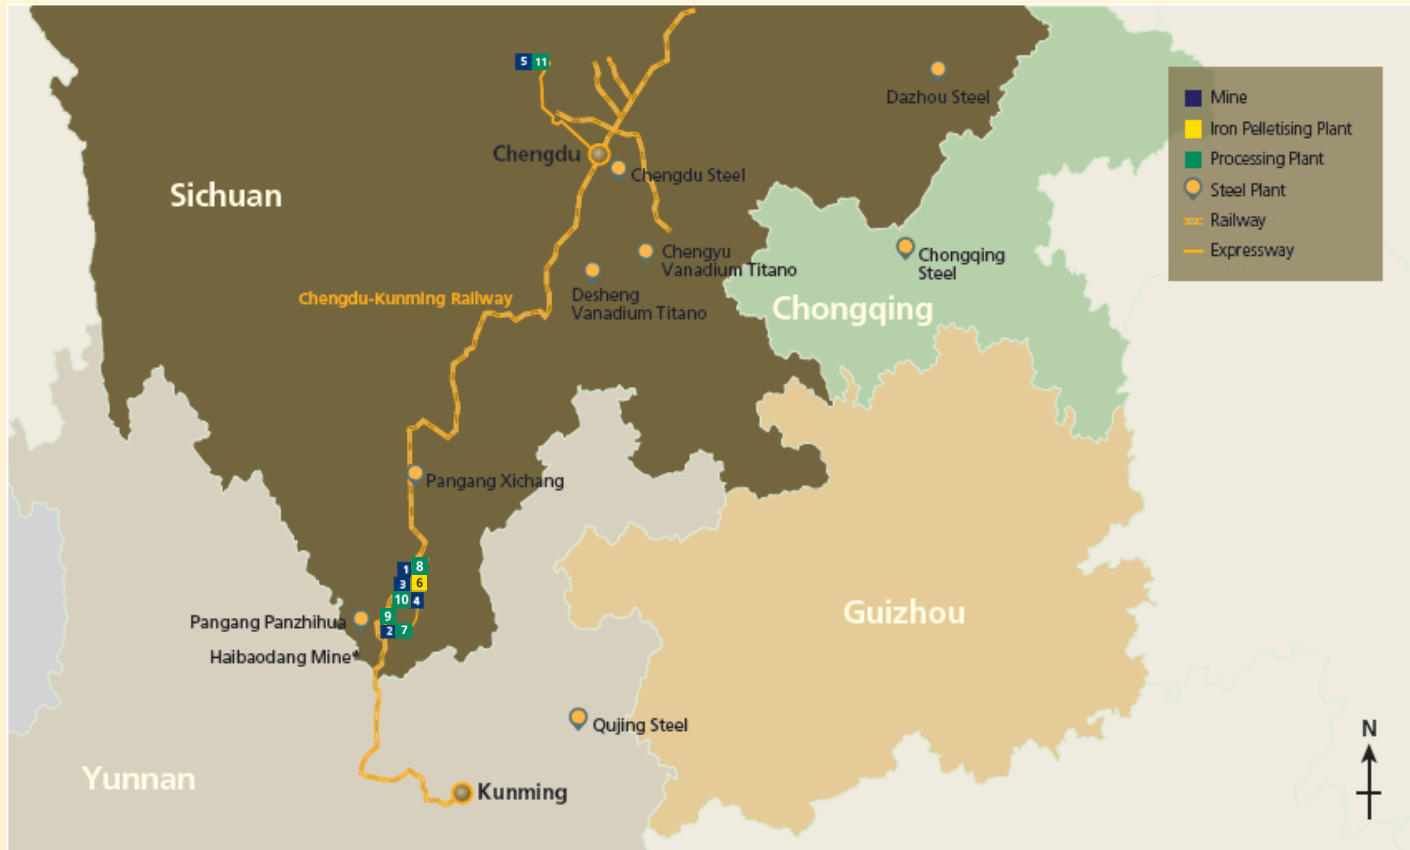 5 11
Dazhou Steel
Mine
Iron Pelletising Plant
Processing Plant
Steel Plant
Railway
Expressway
Chengdu
Chengdu Steel
Sichuan
Chengyu
Vanadium Titano
Chongqing
Steel
Desheng
Vanadium Titano
Chengdu-Kunming Railway
Chongqing
Pangang Xichang
1 8
3 6
10 4
9
2 7
Pangang Panzhihua
Haibaodang Mine*
Guizhou
Qujing Steel
N
Yunnan
Kunming